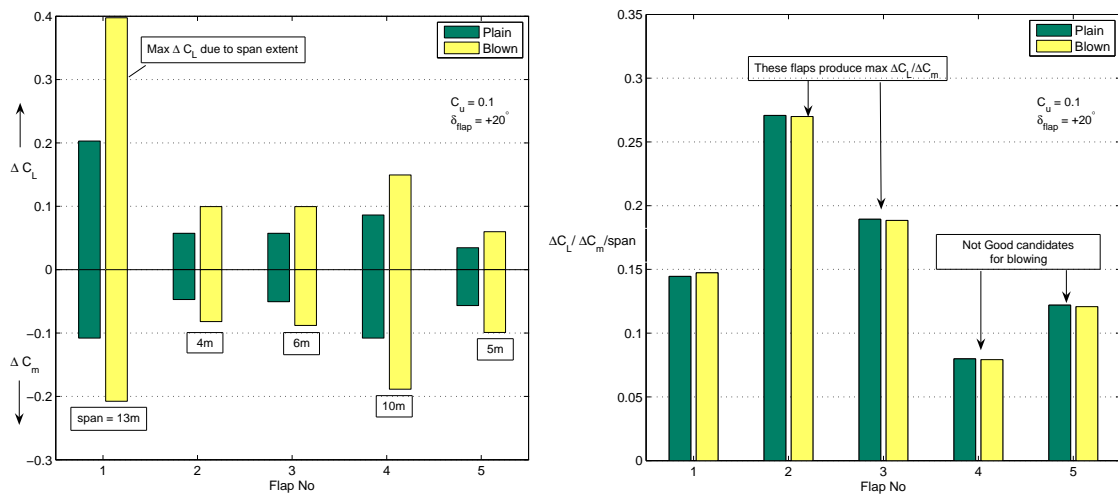 0.4
0.3
0.2
0.1
0
−0.1
−0.2
−0.3
Δ C_L
Δ C_m
Max Δ C_L due to span extent
Plain
Blown
C_u = 0.1
δ_flap = +20°
span = 13m
4m
6m
10m
5m
1 2 3 4 5
Flap No
0.35
0.3
0.25
0.2
0.15
0.1
0.05
0
ΔC_L/ ΔC_m/span
Plain
Blown
These flaps produce max ΔC_L/ΔC_m
C_u = 0.1
δ_flap = +20°
Not Good candidates
for blowing
1 2 3 4 5
Flap No